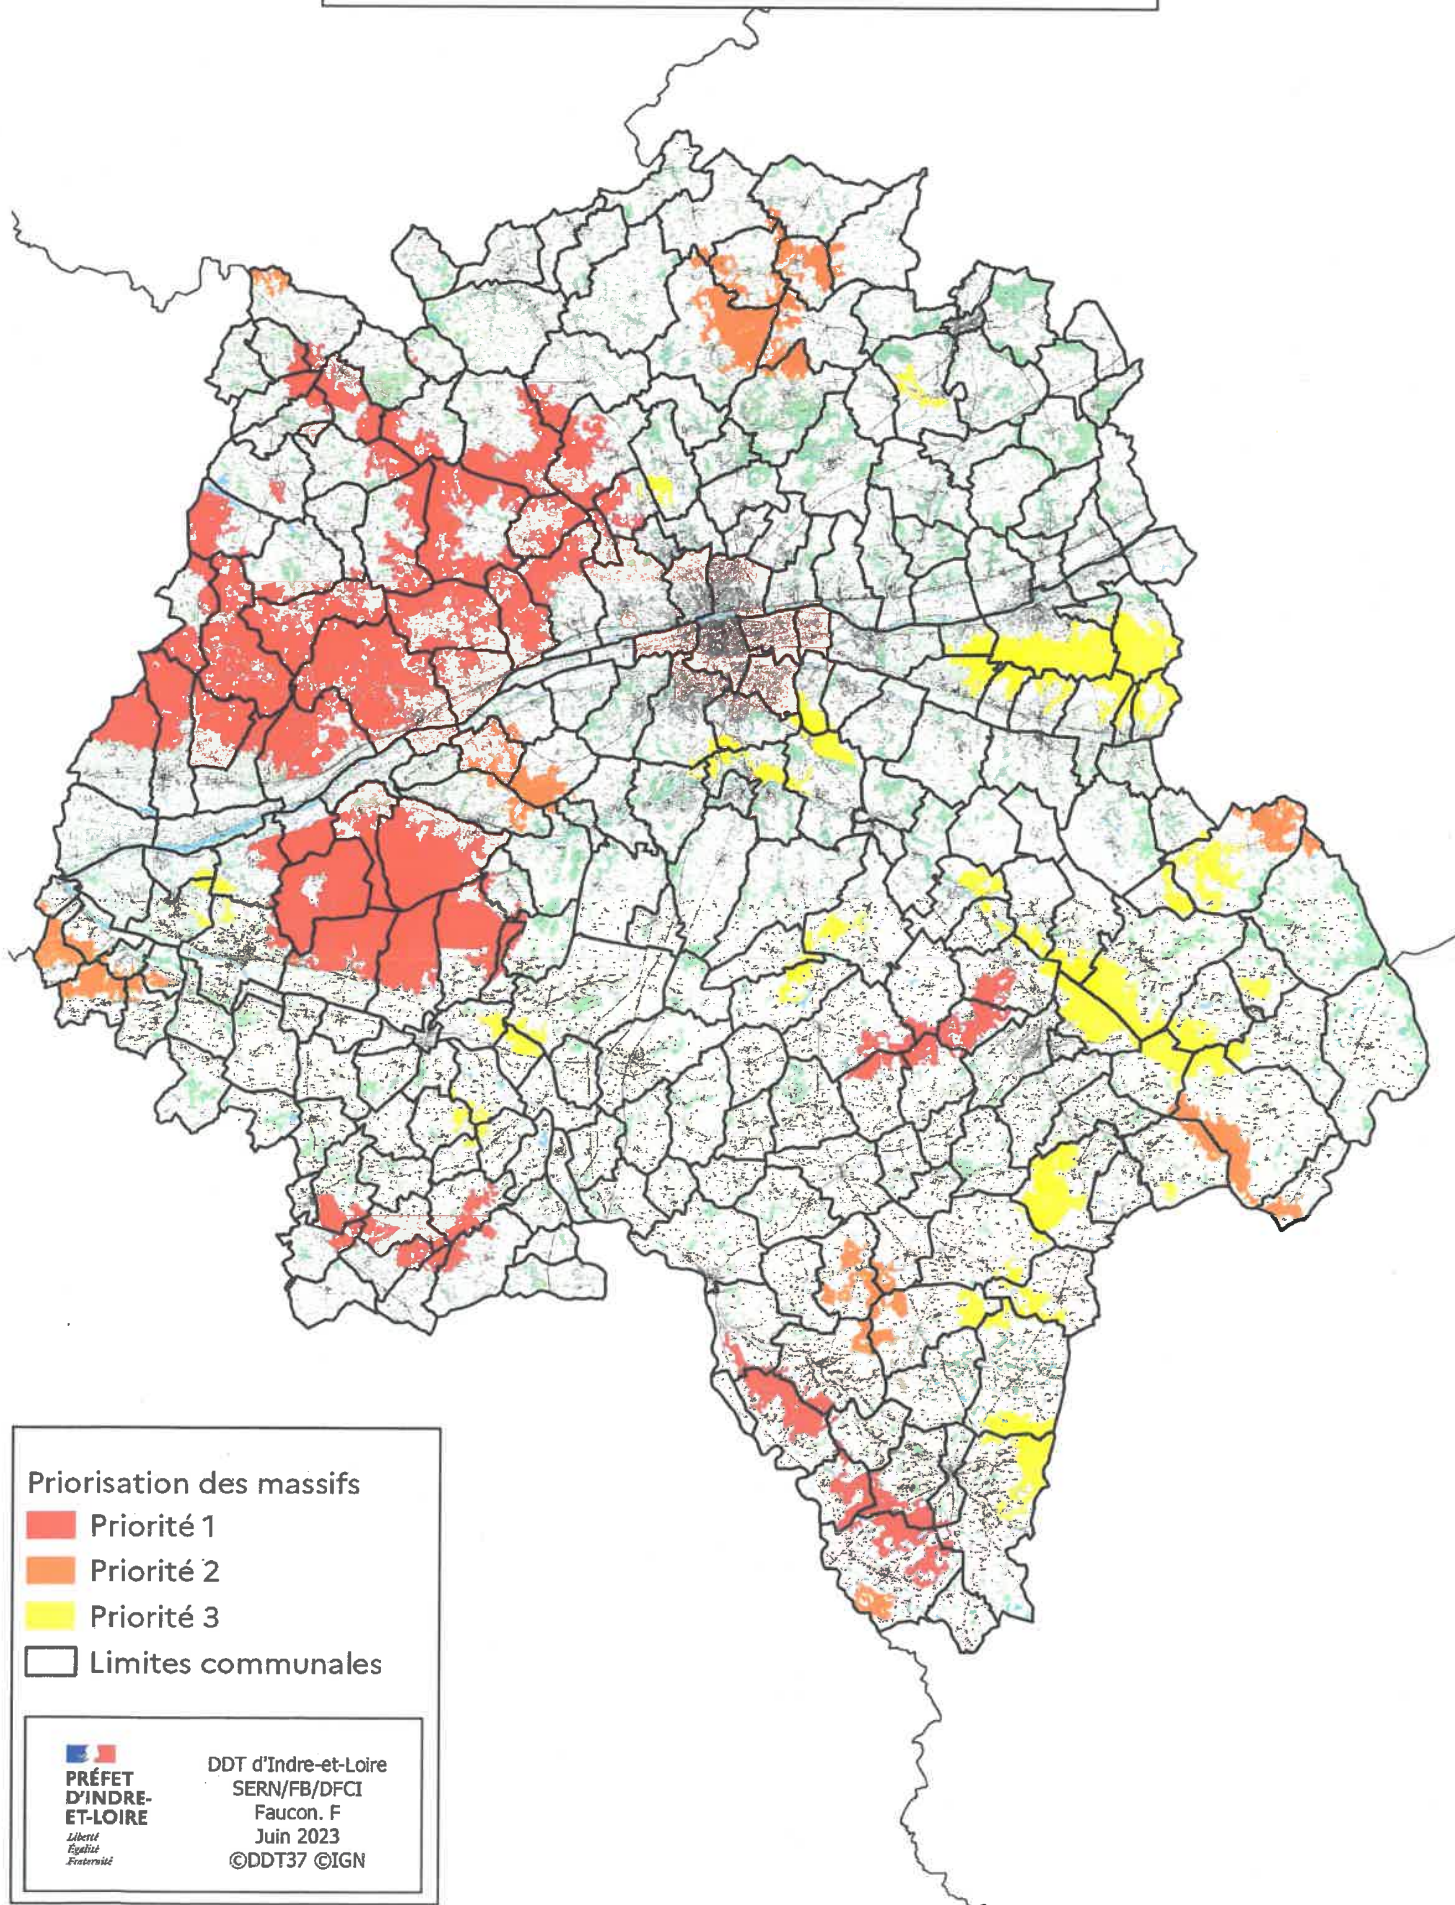 Priorisation des massifs
Priorité 1
Priorité 2
Priorité 3
Limites communales
PRÉFET
D'INDRE-
ET-LOIRE
Liberté
Égalité
Fraternité
DDT d'Indre-et-Loire
SERN/FB/DFCI
Faucon. F
Juin 2023
©DDT37 ©IGN